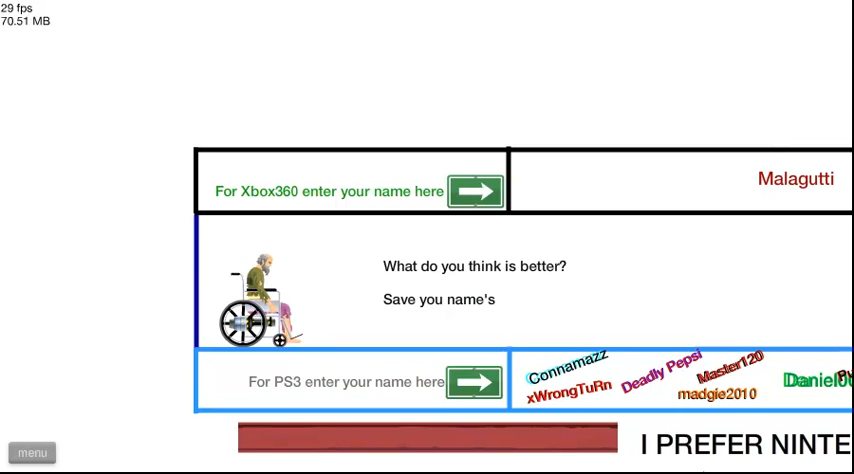 29 fps
70.51 MB
Malagutti
For Xbox360 enter your name here
What do you think is better?
Save you name's
Connamazz
Deadly Pepsi
Master120
For PS3 enter your name here
xWrongTuRn
madgie2010
I PREFER NINTE
menu